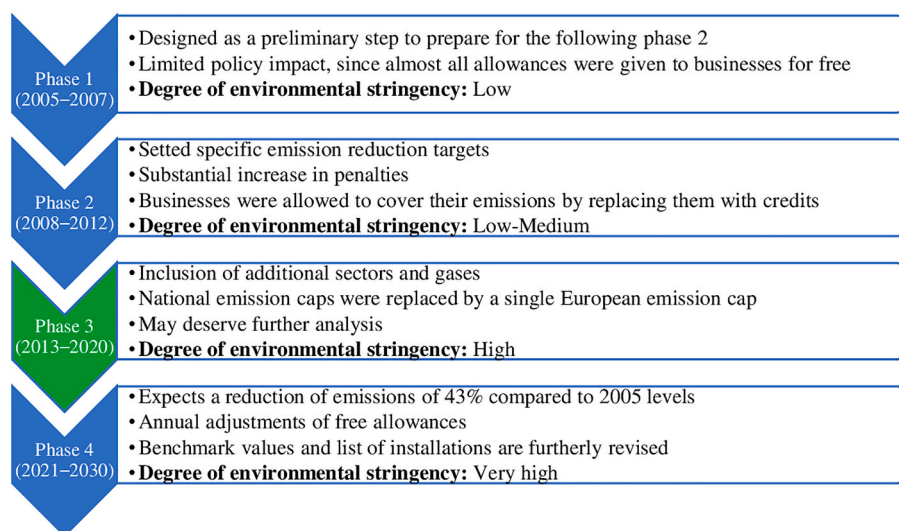 Phase 1
(2005–2007)
• Designed as a preliminary step to prepare for the following phase 2
• Limited policy impact, since almost all allowances were given to businesses for free
• Degree of environmental stringency: Low
Phase 2
(2008–2012)
• Setted specific emission reduction targets
• Substantial increase in penalties
• Businesses were allowed to cover their emissions by replacing them with credits
• Degree of environmental stringency: Low-Medium
Phase 3
(2013–2020)
• Inclusion of additional sectors and gases
• National emission caps were replaced by a single European emission cap
• May deserve further analysis
• Degree of environmental stringency: High
Phase 4
(2021–2030)
• Expects a reduction of emissions of 43% compared to 2005 levels
• Annual adjustments of free allowances
• Benchmark values and list of installations are furtherly revised
• Degree of environmental stringency: Very high